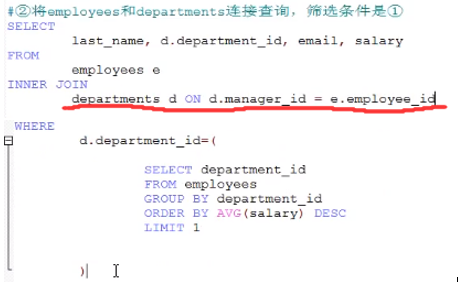 #②将employees和departments连接查询，筛选条件是①
SELECT
last_name, d.department_id, email, salary
FROM
employees e
INNER JOIN
departments d ON d.manager_id = e.employee_id
WHERE
d.department_id=(
SELECT department_id
FROM employees
GROUP BY department_id
ORDER BY AVG(salary) DESC
LIMIT 1
)